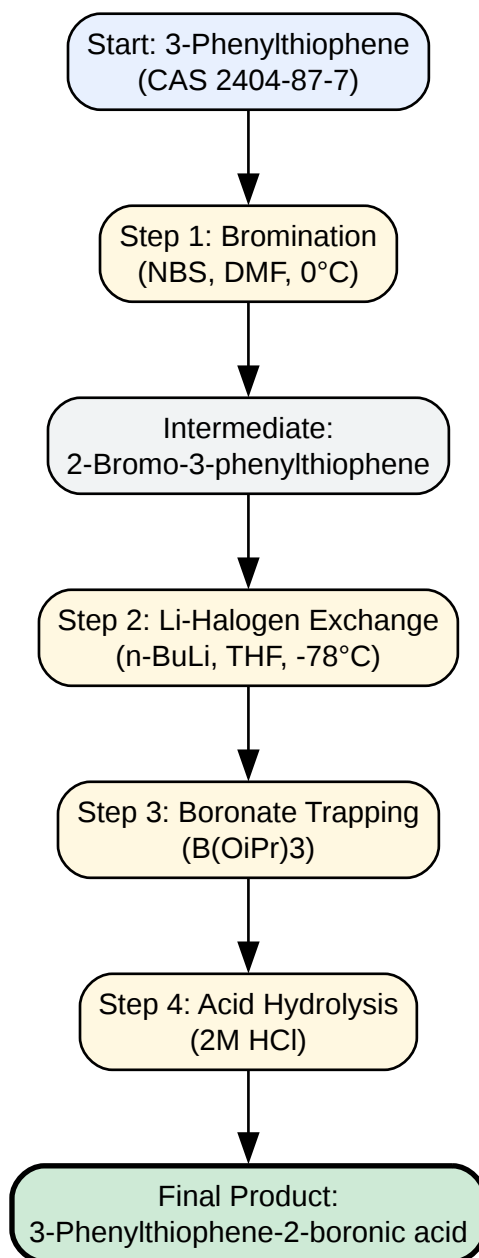 Start: 3-Phenylthiophene
(CAS 2404-87-7)
Step 1: Bromination
(NBS, DMF, 0°C)
Intermediate:
2-Bromo-3-phenylthiophene
Step 2: Li-Halogen Exchange
(n-BuLi, THF, -78°C)
Step 3: Boronate Trapping
(B(OiPr)3)
Step 4: Acid Hydrolysis
(2M HCl)
Final Product:
3-Phenylthiophene-2-boronic acid